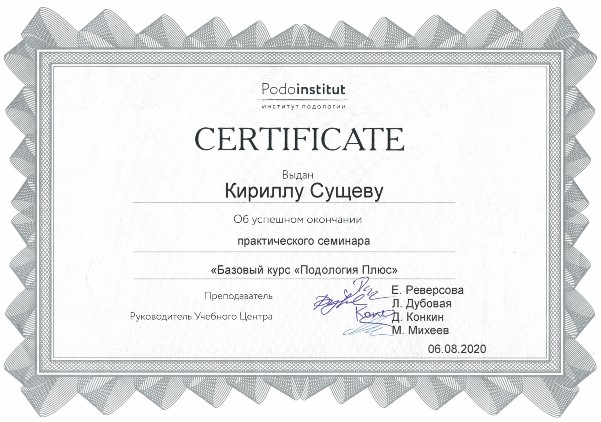 Podoinstitut
ИНСТИТУТ ПОДОЛОГИИ
CERTIFICATE
Выдан
Кириллу Сущеву
Об успешном окончании
практического семинара
«Базовый курс «Подология Плюс»
Преподаватель
Е. Реверсова
Л. Дубовая
Руководитель Учебного Центра
Д. Конкин
М. Михеев
06.08.2020